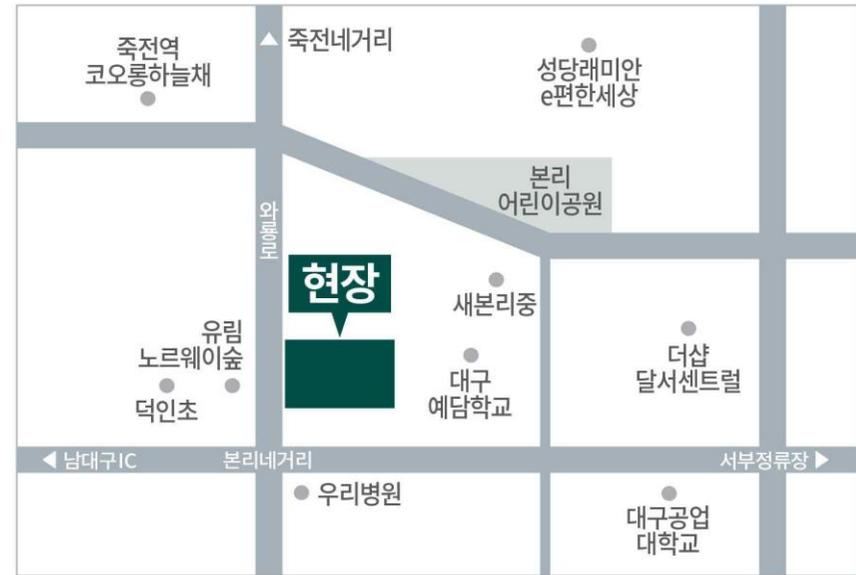 죽전역
코오롱하늘채
▲ 죽전네거리
성당래미안
e편한세상
본리
어린이공원
와룡로
현장
새본리중
유림
노르웨이숲
덕인초
대구
예담학교
더샵
달서센트럴
◀ 남대구IC
본리네거리
서부정류장 ▶
우리병원
대구공업
대학교